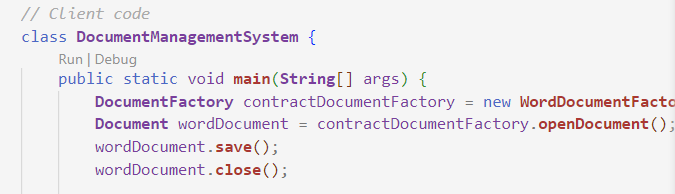 // Client code
class DocumentManagementSystem {
Run | Debug
public static void main(String[] args) {
DocumentFactory contractDocumentFactory = new WordDocumentFacto
Document wordDocument = contractDocumentFactory.openDocument();
wordDocument.save();
wordDocument.close();